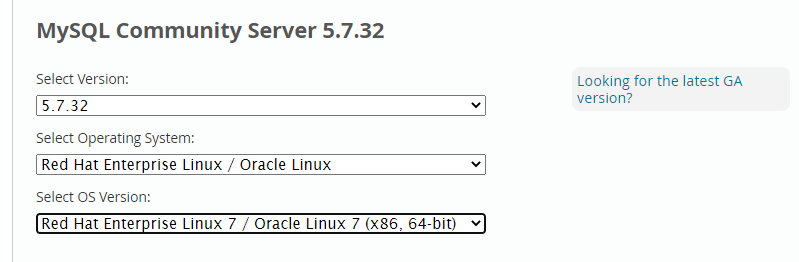 MySQL Community Server 5.7.32
Select Version:
5.7.32
Looking for the latest GA
version?
Select Operating System:
Red Hat Enterprise Linux / Oracle Linux
Select OS Version:
Red Hat Enterprise Linux 7 / Oracle Linux 7 (x86, 64-bit)